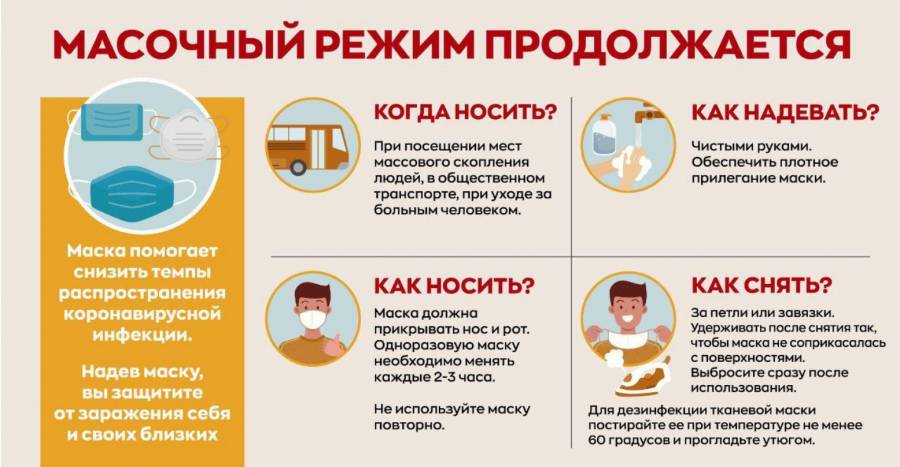 МАСОЧНЫЙ РЕЖИМ ПРОДОЛЖАЕТСЯ
Маска помогает
снизить темпы
распространения
коронавирусной
инфекции.
Надев маску,
вы защитите
от заражения себя
и своих близких
КОГДА НОСИТЬ?
При посещении мест
массового скопления
людей, в общественном
транспорте, при уходе за
больным человеком.
КАК НАДЕВАТЬ?
Чистыми руками.
Обеспечить плотное
прилегание маски.
КАК НОСИТЬ?
Маска должна
прикрывать нос и рот.
Одноразовую маску
необходимо менять
каждые 2-3 часа.
Не используйте маску
повторно.
КАК СНЯТЬ?
За петли или завязки.
Удерживать после снятия так,
чтобы маска не соприкасалась
с поверхностями.
Выбросите сразу после
использования.
Для дезинфекции тканевой маски
постирайте ее при температуре не менее
60 градусов и прогладьте утюгом.